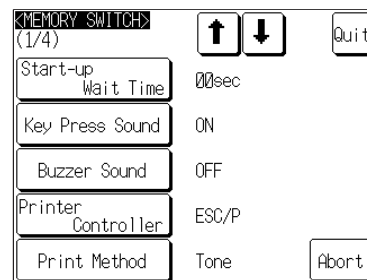 <MEMORY SWITCH>
(1/4)
Quit
Start-up
Wait Time
00sec
Key Press Sound
ON
Buzzer Sound
OFF
Printer
Controller
ESC/P
Print Method
Tone
Abort